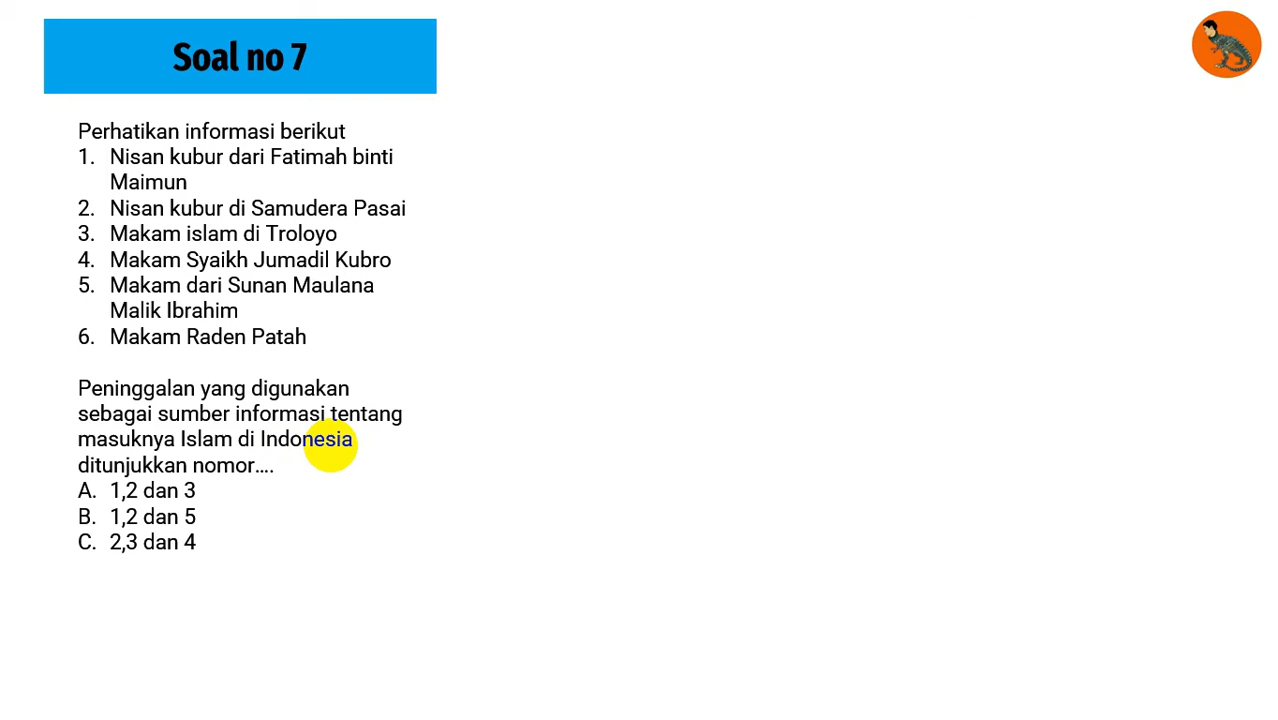 Soal no 7
Perhatikan informasi berikut
1. Nisan kubur dari Fatimah binti
Maimun
2. Nisan kubur di Samudera Pasai
3. Makam islam di Troloyo
4. Makam Syaikh Jumadil Kubro
5. Makam dari Sunan Maulana
Malik Ibrahim
6. Makam Raden Patah
Peninggalan yang digunakan
sebagai sumber informasi tentang
masuknya Islam di Indonesia
ditunjukkan nomor....
A. 1,2 dan 3
B. 1,2 dan 5
C. 2,3 dan 4